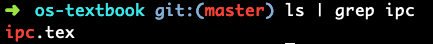 ➜ os-textbook git:(master) ls | grep ipc
ipc.tex